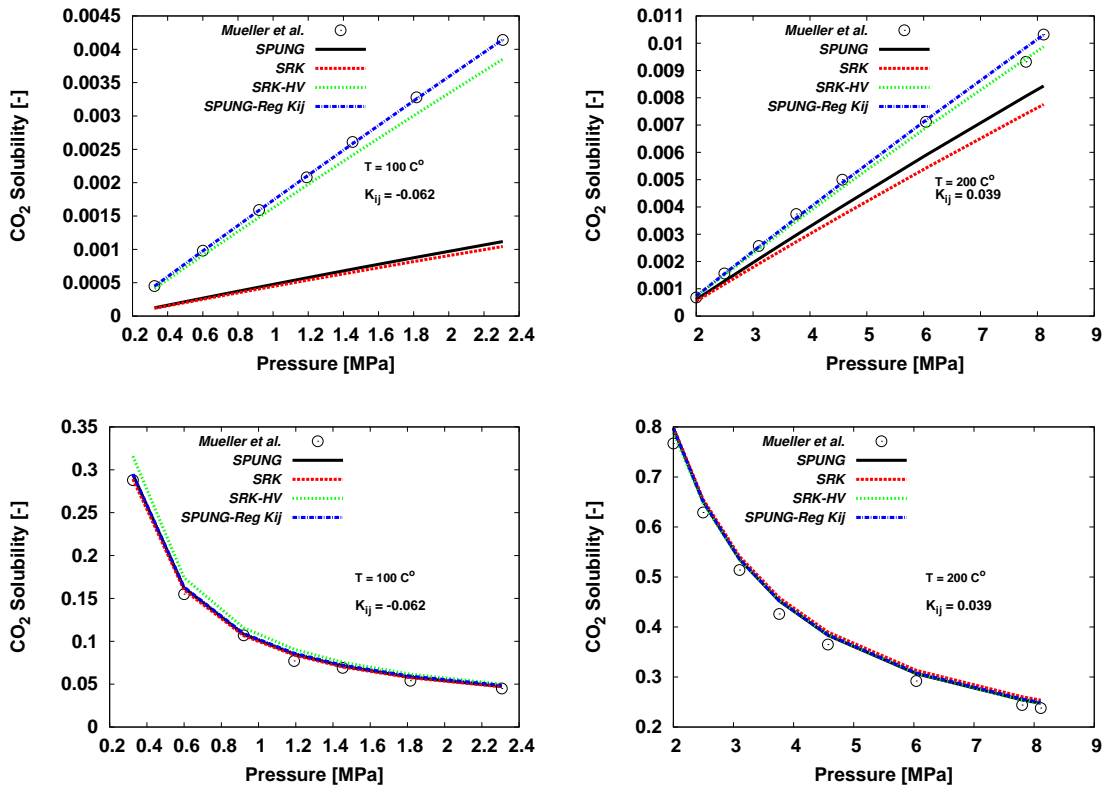 0.0045
0.004
0.0035
0.003
0.0025
0.002
0.0015
0.001
0.0005
0
CO2 Solubility [-]
Mueller et al.
SPUNG
SRK
SRK-HV
SPUNG-Reg Kij
T = 100 C°
Kij = -0.062
0.2 0.4 0.6 0.8 1 1.2 1.4 1.6 1.8 2 2.2 2.4
Pressure [MPa]
0.011
0.01
0.009
0.008
0.007
0.006
0.005
0.004
0.003
0.002
0.001
0
CO2 Solubility [-]
Mueller et al.
SPUNG
SRK
SRK-HV
SPUNG-Reg Kij
T = 200 C°
Kij = 0.039
2 3 4 5 6 7 8 9
Pressure [MPa]
0.35
0.3
0.25
0.2
0.15
0.1
0.05
0
CO2 Solubility [-]
Mueller et al.
SPUNG
SRK
SRK-HV
SPUNG-Reg Kij
T = 100 C°
Kij = -0.062
0.2 0.4 0.6 0.8 1 1.2 1.4 1.6 1.8 2 2.2 2.4
Pressure [MPa]
0.8
0.7
0.6
0.5
0.4
0.3
0.2
CO2 Solubility [-]
Mueller et al.
SPUNG
SRK
SRK-HV
SPUNG-Reg Kij
T = 200 C°
Kij 0.039
2 3 4 5 6 7 8 9
Pressure [MPa]